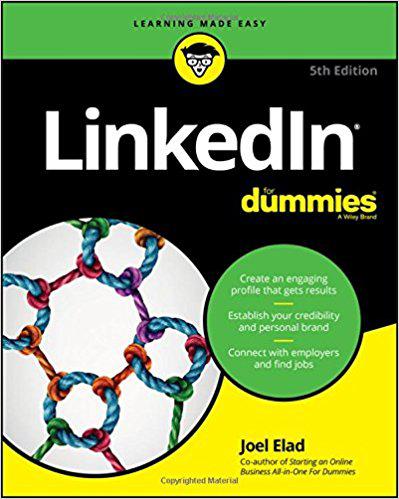 LEARNING MADE EASY
5th Edition
LinkedIn®
for
dummies®
A Wiley Brand
Create an engaging
profile that gets results
Establish your credibility
and personal brand
Connect with employers
and find jobs
Joel Elad
Co-author of Starting an Online
Business All-in-One For Dummies
Copyrighted Material